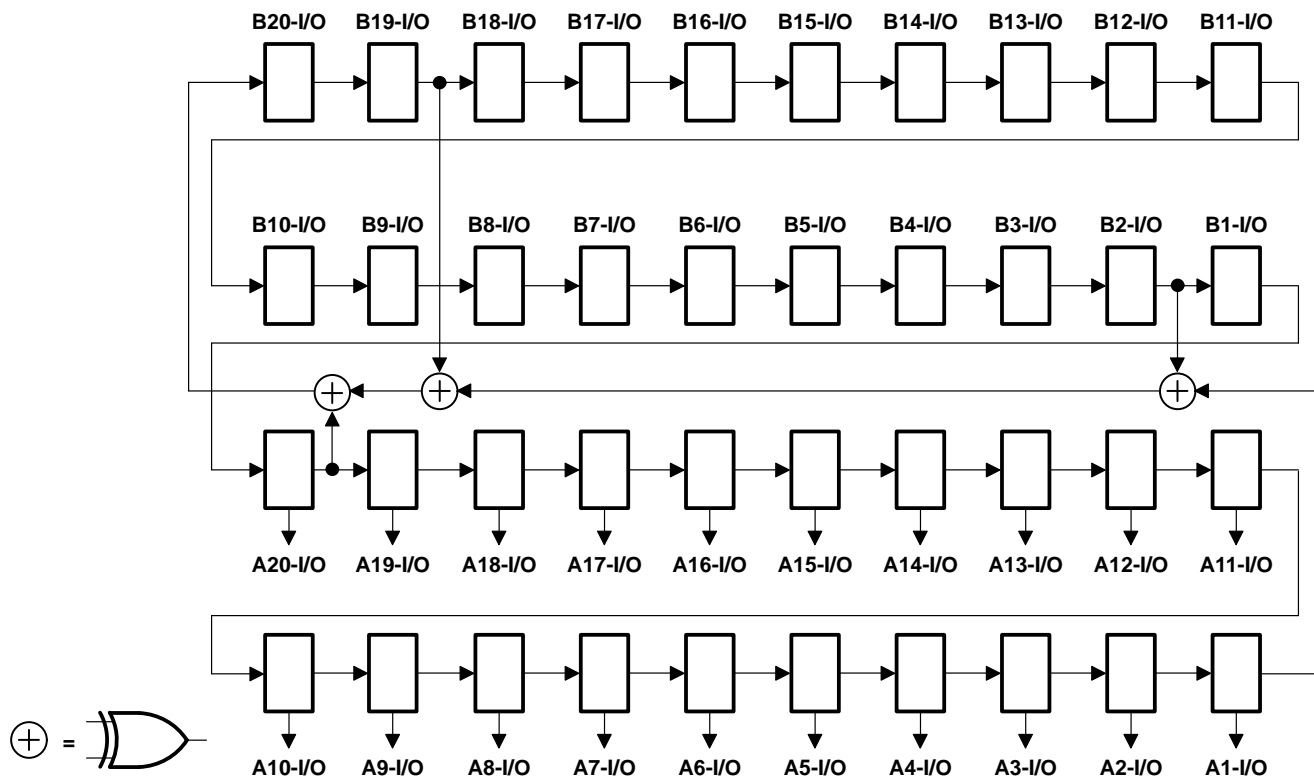 B20-I/O B19-I/O B18-I/O B17-I/O B16-I/O B15-I/O B14-I/O B13-I/O B12-I/O B11-I/O
B10-I/O B9-I/O B8-I/O B7-I/O B6-I/O B5-I/O B4-I/O B3-I/O B2-I/O B1-I/O
A20-I/O A19-I/O A18-I/O A17-I/O A16-I/O A15-I/O A14-I/O A13-I/O A12-I/O A11-I/O
=
A10-I/O A9-I/O A8-I/O A7-I/O A6-I/O A5-I/O A4-I/O A3-I/O A2-I/O A1-I/O